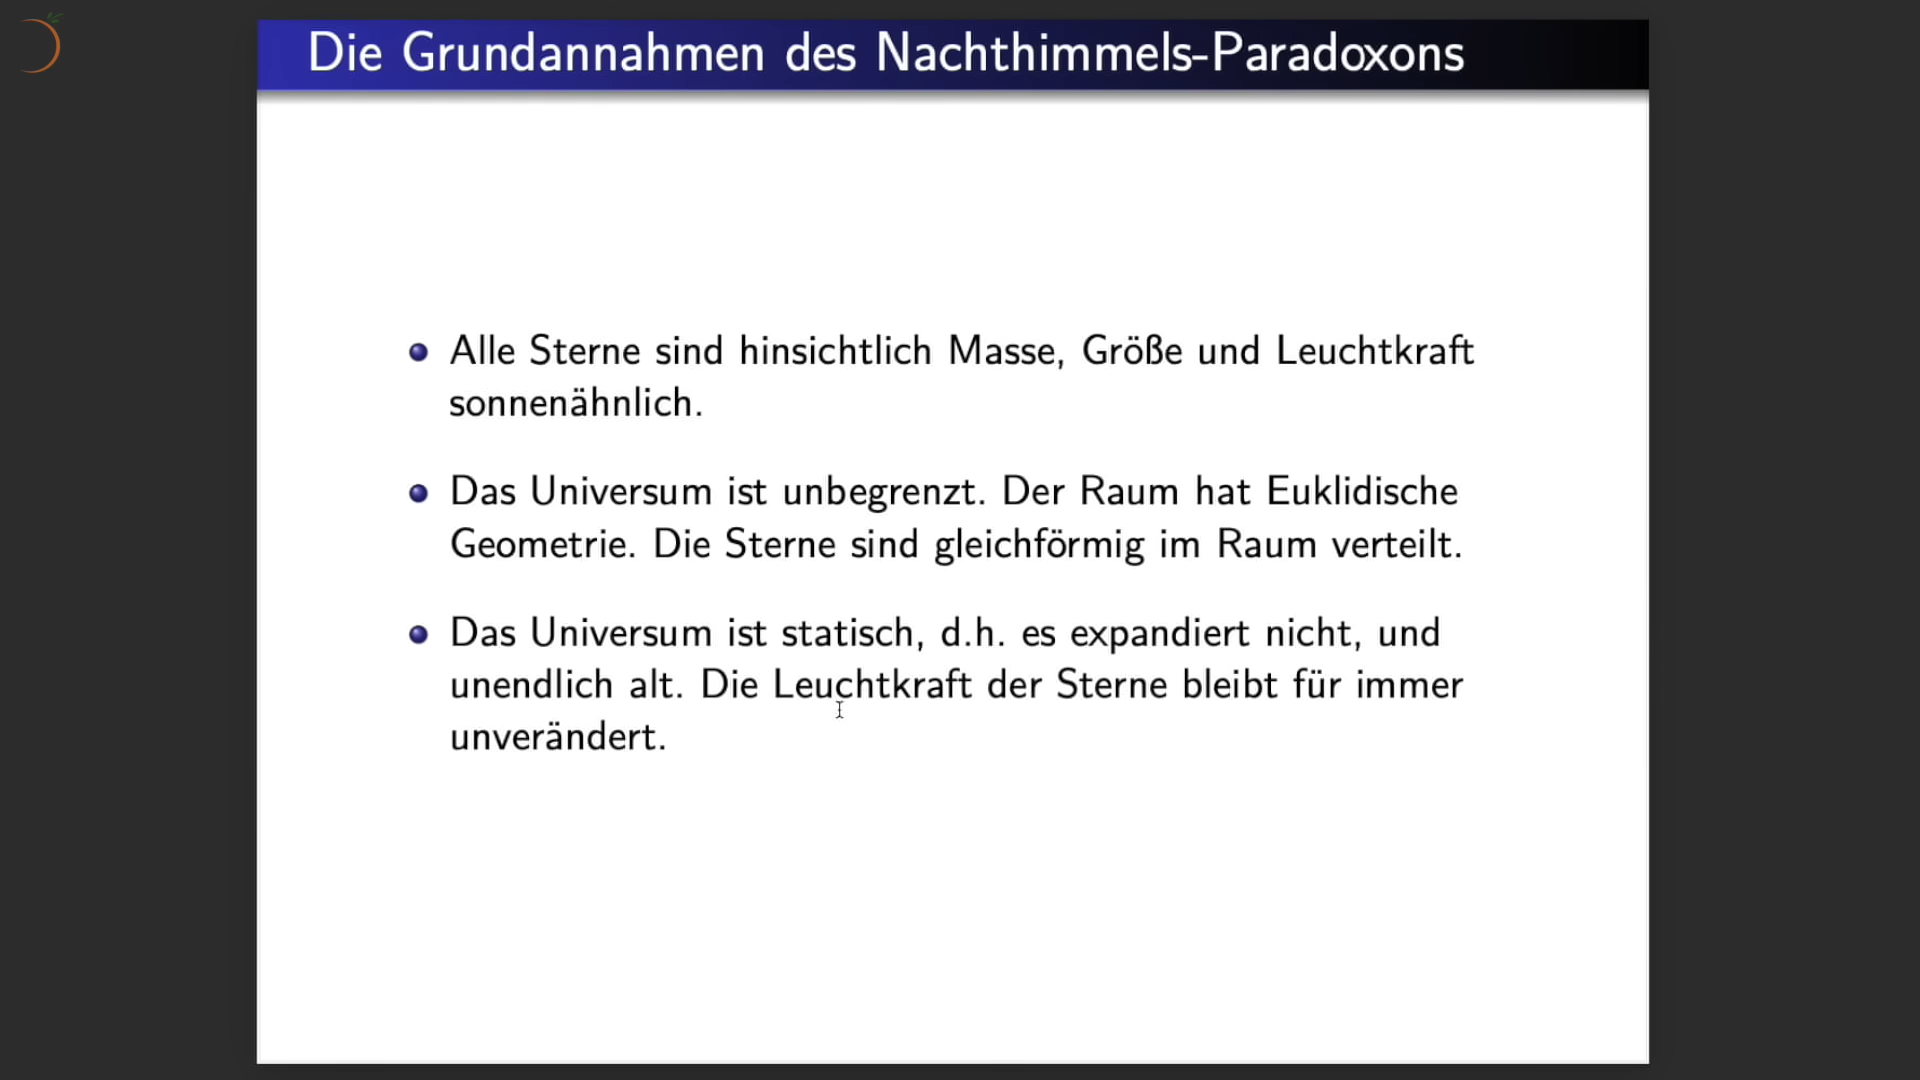 Die Grundannahmen des Nachthimmels-Paradoxons
Alle Sterne sind hinsichtlich Masse, Größe und Leuchtkraft
sonnenähnlich.
Das Universum ist unbegrenzt. Der Raum hat Euklidische
Geometrie. Die Sterne sind gleichförmig im Raum verteilt.
Das Universum ist statisch, d.h. es expandiert nicht, und
unendlich alt. Die Leuchtkraft der Sterne bleibt für immer
unverändert.